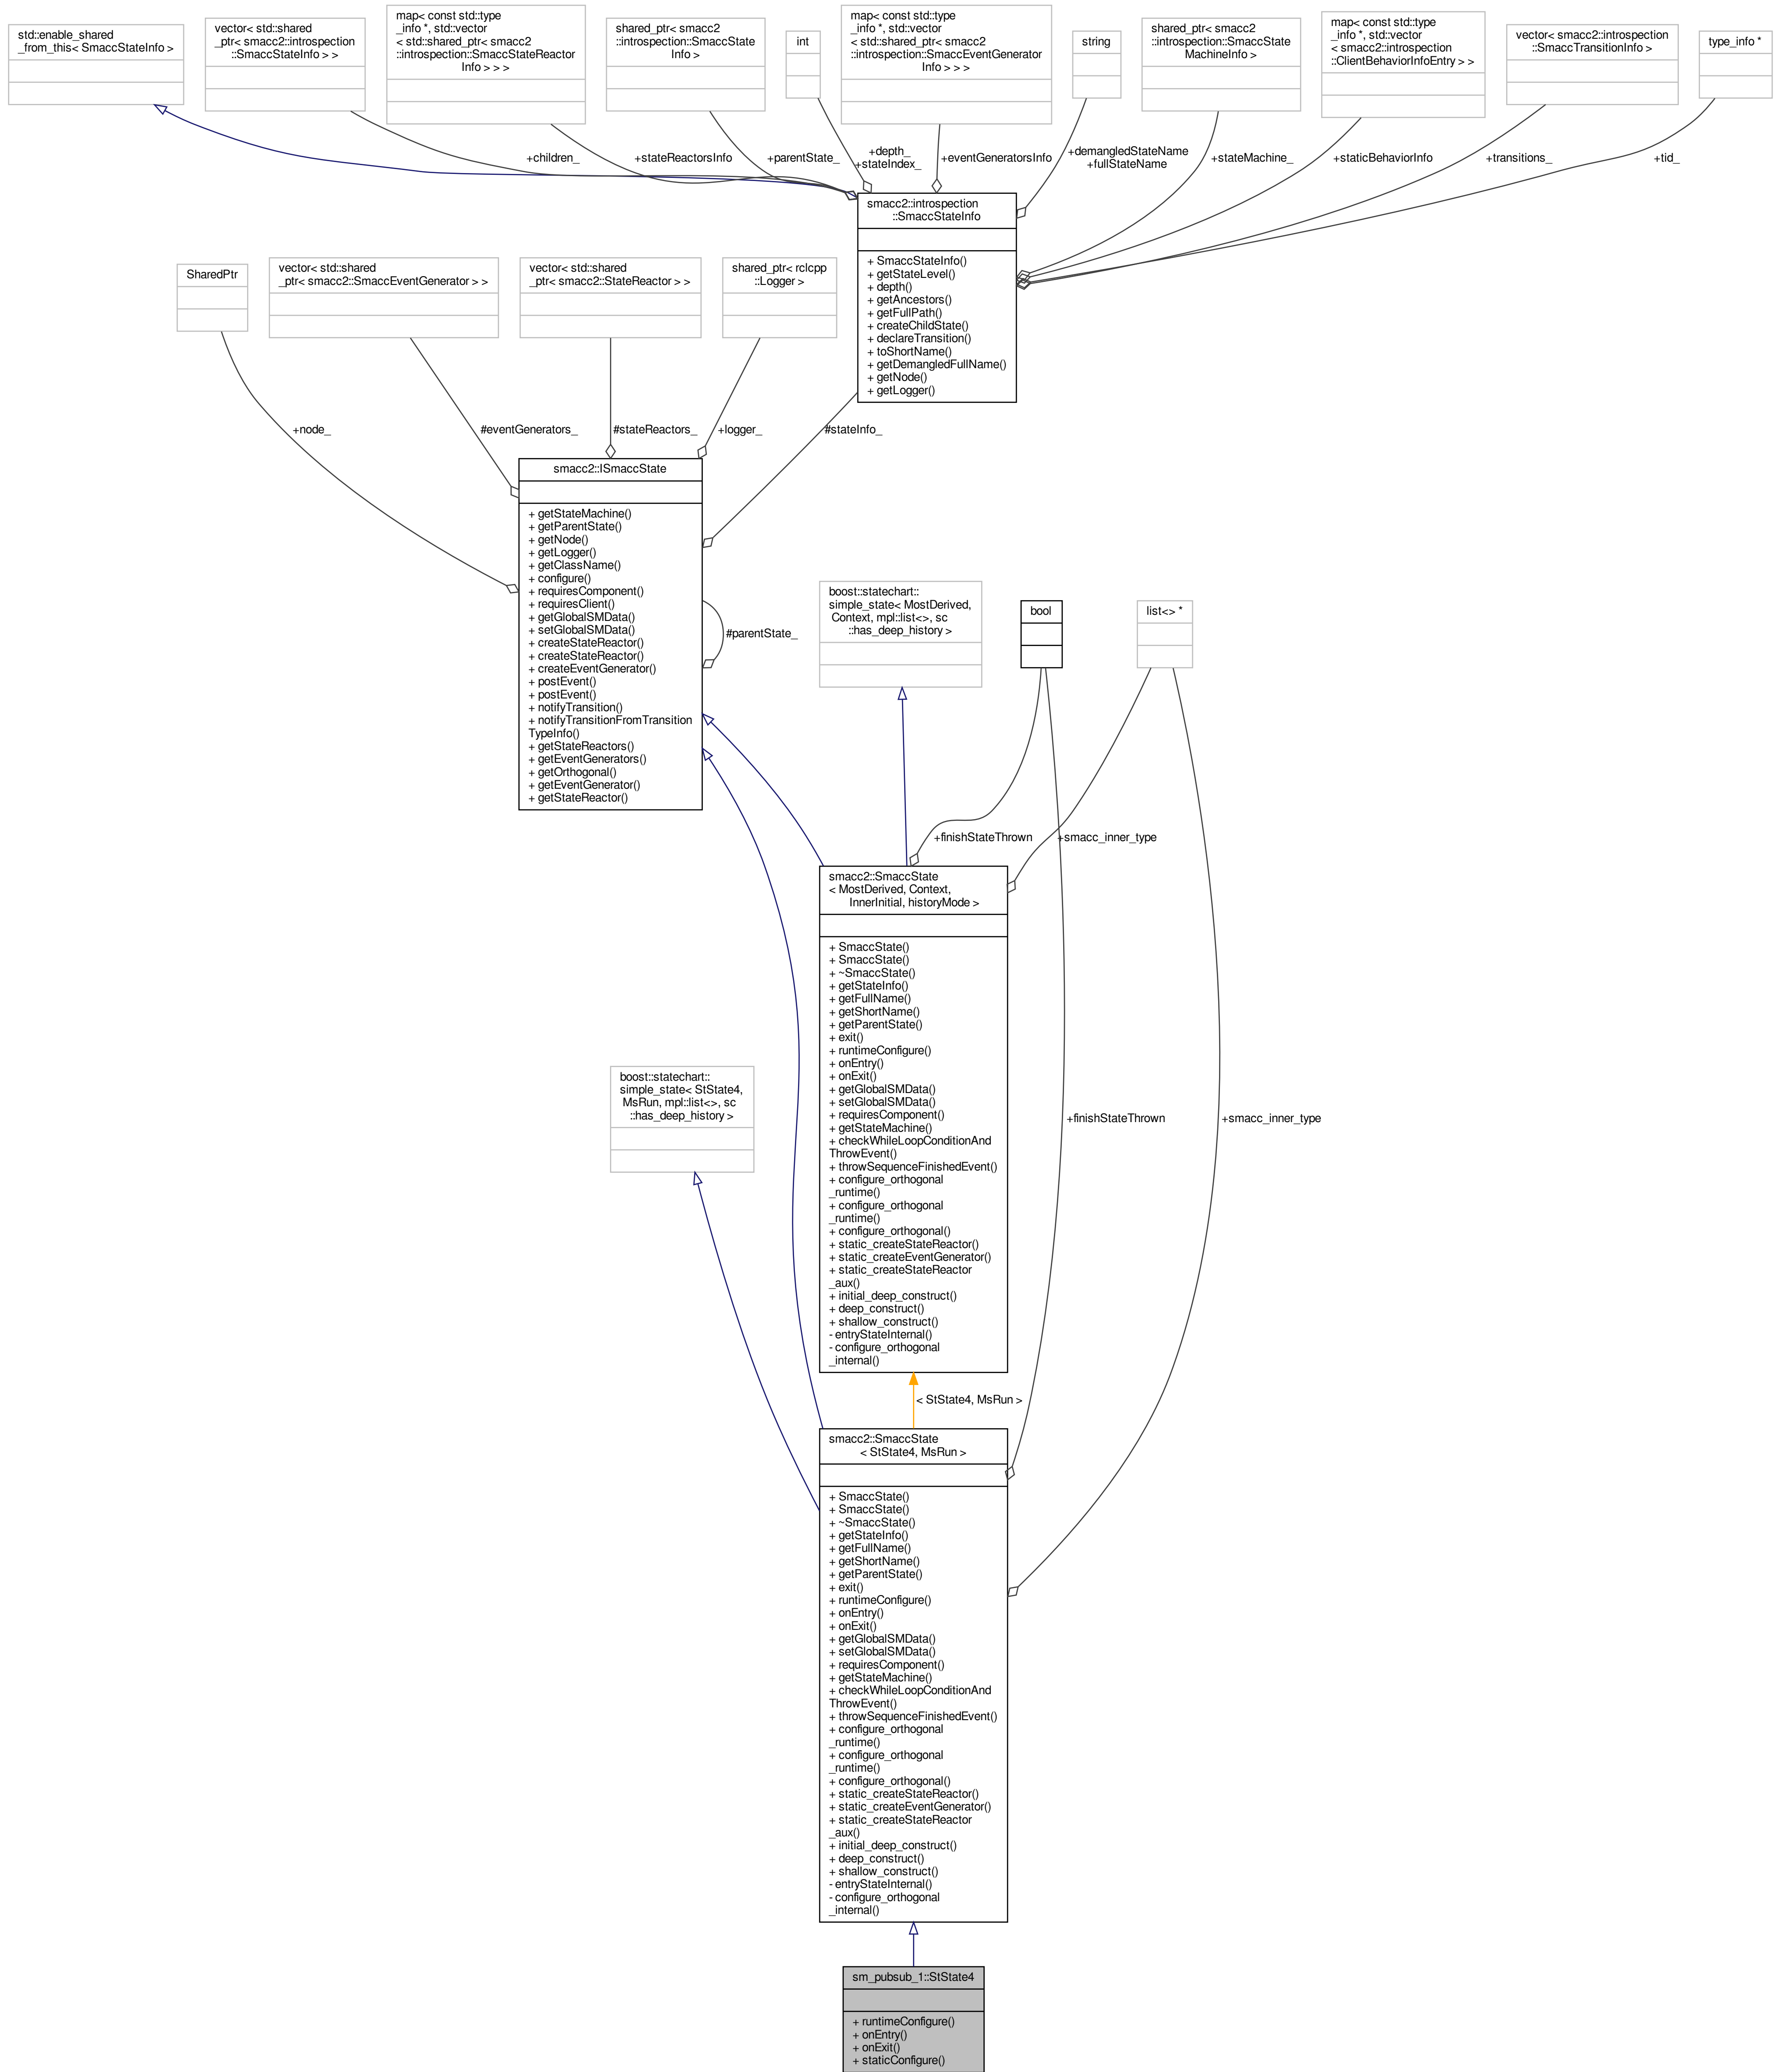 std::enable_shared
_from_this< SmaccStateInfo >
vector< std::shared
_ptr< smacc2::introspection
::SmaccStateInfo > >
map< const std::type
_info *, std::vector
< std::shared_ptr< smacc2
::introspection::SmaccStateReactor
Info > > >
shared_ptr< smacc2
::introspection::SmaccState
Info >
int
map< const std::type
_info *, std::vector
< std::shared_ptr< smacc2
::introspection::SmaccEventGenerator
Info > > >
string
shared_ptr< smacc2
::introspection::SmaccState
MachineInfo >
map< const std::type
_info *, std::vector
< smacc2::introspection
::ClientBehaviorInfoEntry > >
vector< smacc2::introspection
::SmaccTransitionInfo >
type_info *
+children_
+stateReactorsInfo
+parentState_
+depth_
+stateIndex_
+eventGeneratorsInfo
+demangledStateName
+fullStateName
+stateMachine_
+staticBehaviorInfo
+transitions_
+tid_
smacc2::introspection
::SmaccStateInfo
+ SmaccStateInfo()
+ getStateLevel()
+ depth()
+ getAncestors()
+ getFullPath()
+ createChildState()
+ declareTransition()
+ toShortName()
+ getDemangledFullName()
+ getNode()
+ getLogger()
SharedPtr
vector< std::shared
_ptr< smacc2::SmaccEventGenerator > >
vector< std::shared
_ptr< smacc2::StateReactor > >
shared_ptr< rclcpp
::Logger >
+node_
#eventGenerators_
#stateReactors_
+logger_
#stateInfo_
smacc2::ISmaccState
+ getStateMachine()
+ getParentState()
+ getNode()
+ getLogger()
+ getClassName()
+ configure()
+ requiresComponent()
+ requiresClient()
+ getGlobalSMData()
+ setGlobalSMData()
+ createStateReactor()
+ createStateReactor()
+ createEventGenerator()
+ postEvent()
+ postEvent()
+ notifyTransition()
+ notifyTransitionFromTransition
TypeInfo()
+ getStateReactors()
+ getEventGenerators()
+ getOrthogonal()
+ getEventGenerator()
+ getStateReactor()
#parentState_
boost::statechart::
simple_state< MostDerived,
Context, mpl::list<>, sc
::has_deep_history >
bool
list<> *
+finishStateThrown
+smacc_inner_type
smacc2::SmaccState
< MostDerived, Context,
InnerInitial, historyMode >
+ SmaccState()
+ SmaccState()
+ ~SmaccState()
+ getStateInfo()
+ getFullName()
+ getShortName()
+ getParentState()
+ exit()
+ runtimeConfigure()
+ onEntry()
+ onExit()
+ getGlobalSMData()
+ setGlobalSMData()
+ requiresComponent()
+ getStateMachine()
+ checkWhileLoopConditionAnd
ThrowEvent()
+ throwSequenceFinishedEvent()
+ configure_orthogonal
_runtime()
+ configure_orthogonal
_runtime()
+ configure_orthogonal()
+ static_createStateReactor()
+ static_createEventGenerator()
+ static_createStateReactor
_aux()
+ initial_deep_construct()
+ deep_construct()
+ shallow_construct()
- entryStateInternal()
- configure_orthogonal
_internal()
boost::statechart::
simple_state< StState4,
MsRun, mpl::list<>, sc
::has_deep_history >
+finishStateThrown
+smacc_inner_type
< StState4, MsRun >
smacc2::SmaccState
< StState4, MsRun >
+ SmaccState()
+ SmaccState()
+ ~SmaccState()
+ getStateInfo()
+ getFullName()
+ getShortName()
+ getParentState()
+ exit()
+ runtimeConfigure()
+ onEntry()
+ onExit()
+ getGlobalSMData()
+ setGlobalSMData()
+ requiresComponent()
+ getStateMachine()
+ checkWhileLoopConditionAnd
ThrowEvent()
+ throwSequenceFinishedEvent()
+ configure_orthogonal
_runtime()
+ configure_orthogonal
_runtime()
+ configure_orthogonal()
+ static_createStateReactor()
+ static_createEventGenerator()
+ static_createStateReactor
_aux()
+ initial_deep_construct()
+ deep_construct()
+ shallow_construct()
- entryStateInternal()
- configure_orthogonal
_internal()
sm_pubsub_1::StState4
+ runtimeConfigure()
+ onEntry()
+ onExit()
+ staticConfigure()